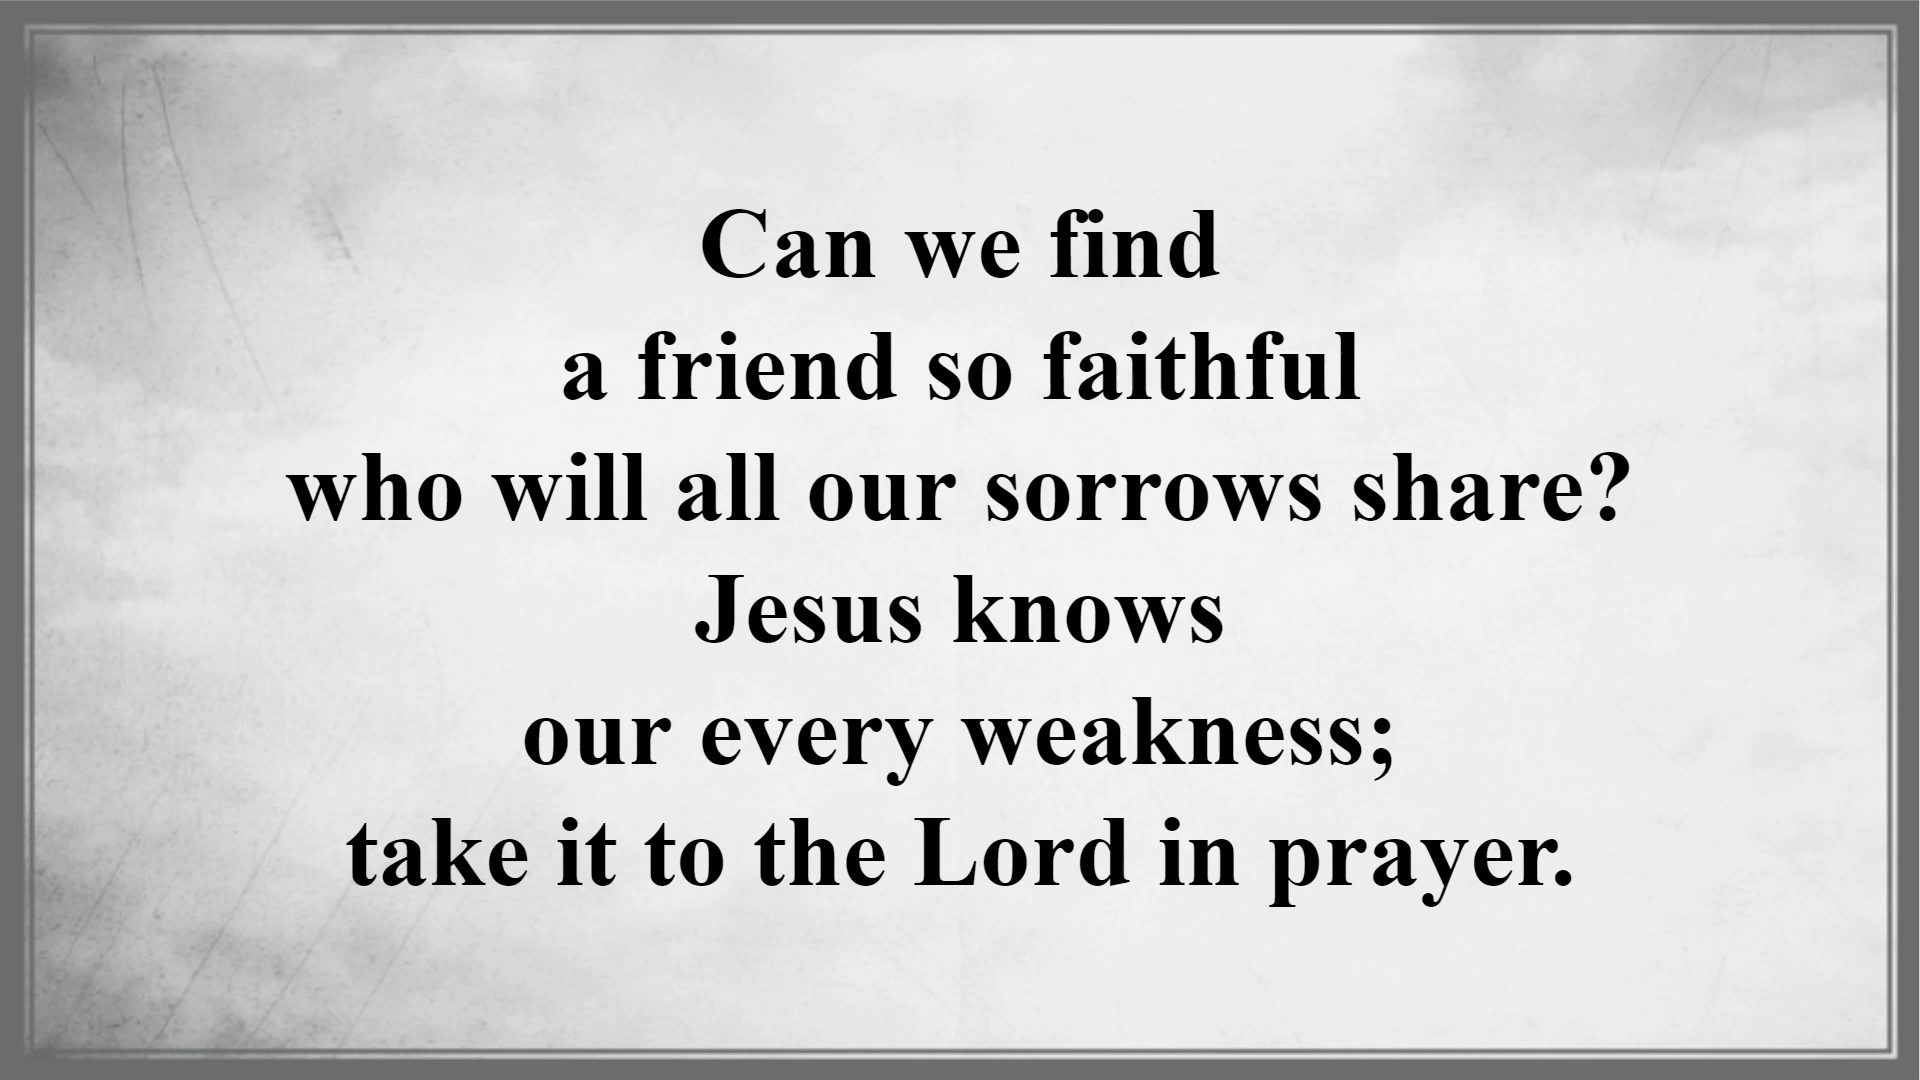 Can we find
a friend so faithful
who will all our sorrows share?
Jesus knows
our every weakness;
take it to the Lord in prayer.